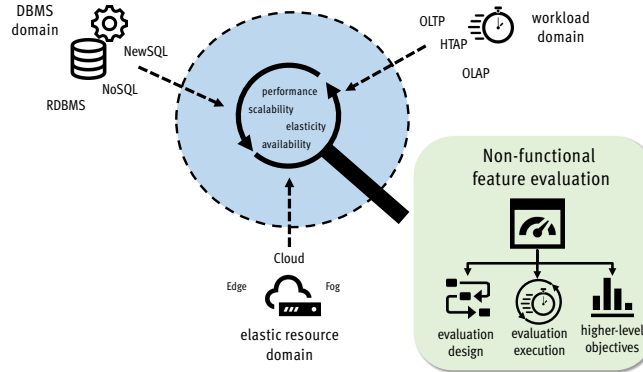 DBMS
domain
NewSQL
NoSQL
RDBMS
OLTP
HTAP
OLAP
workload
domain
performance
scalability
elasticity
availability
Cloud
Edge
Fog
elastic resource
domain
Non-functional
feature evaluation
evaluation
design
evaluation
execution
higher-level
objectives